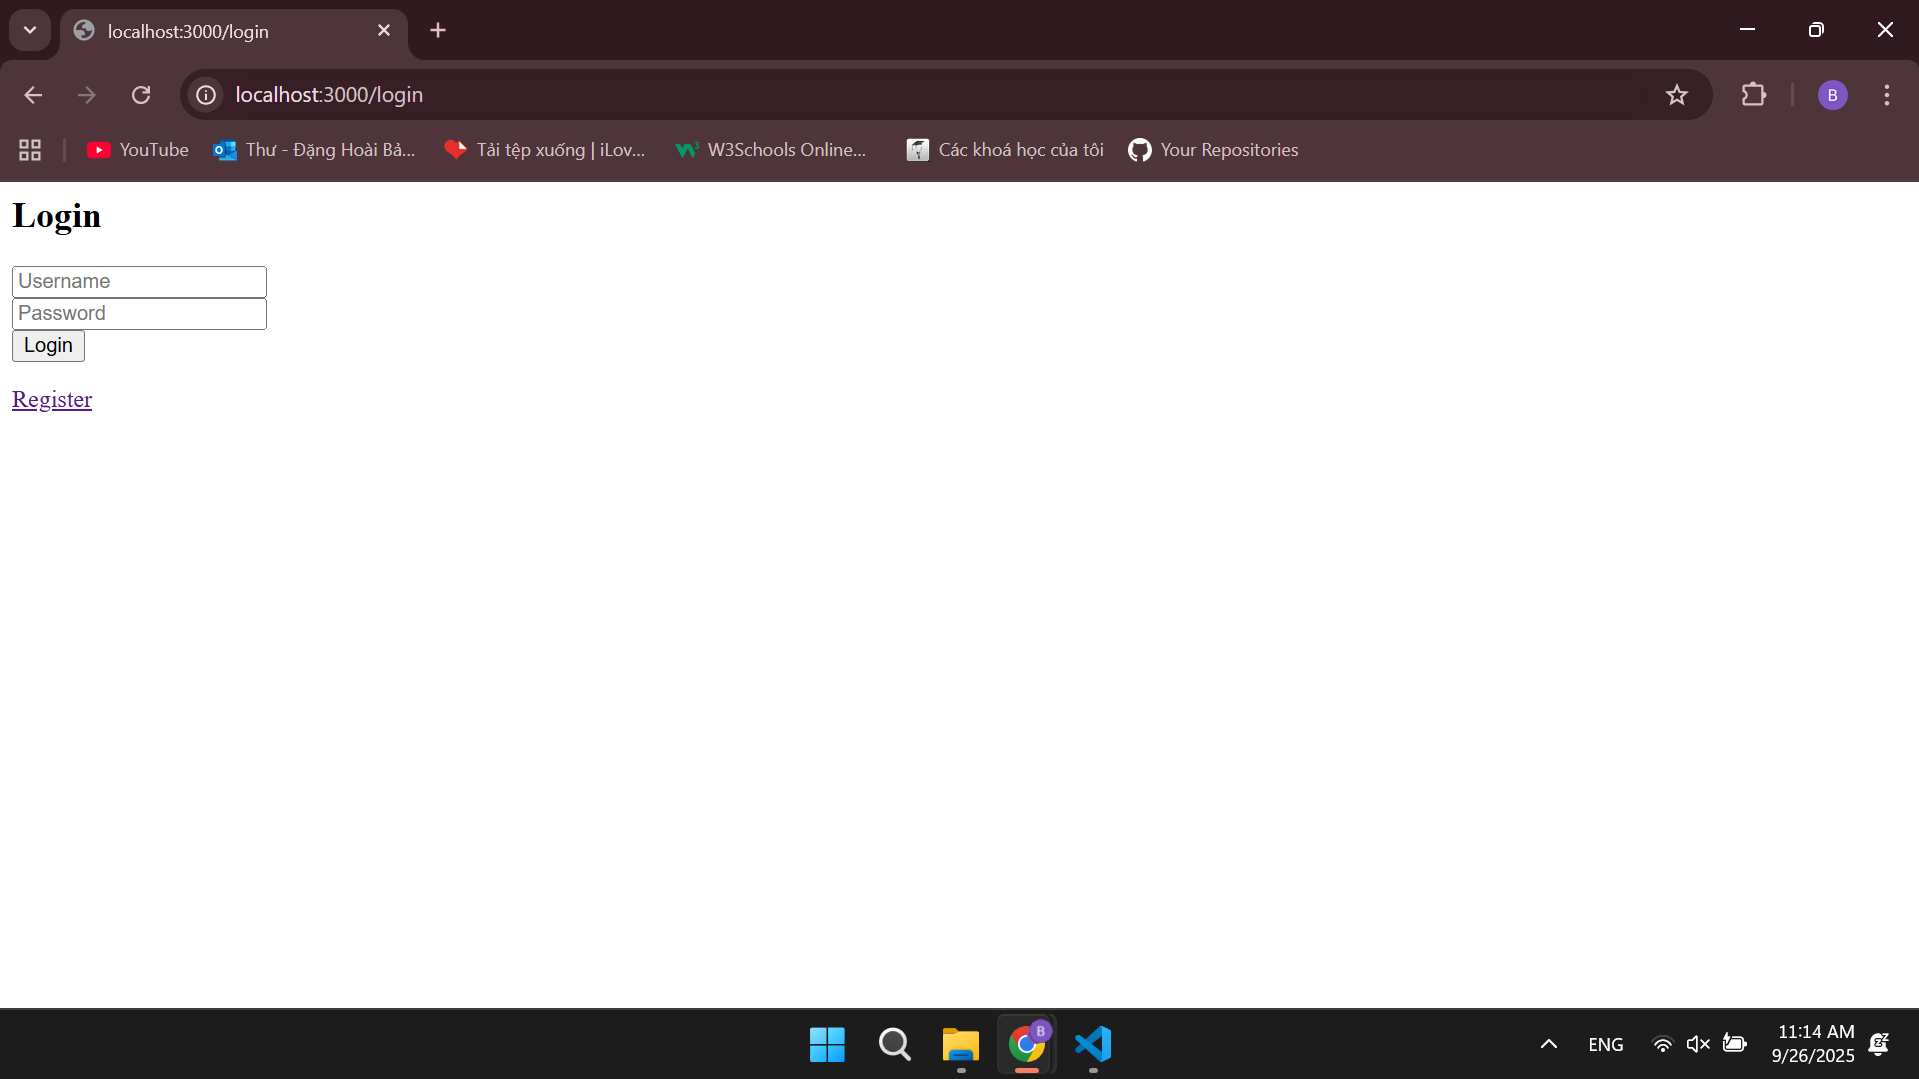 localhost:3000/login
localhost:3000/login
B
YouTube
Thư - Đặng Hoài Bả...
Tải tệp xuống | iLov...
W3Schools Online...
Các khoá học của tôi
Your Repositories
Login
Username
Password
Login
Register
B
ENG
11:14 AM
9/26/2025